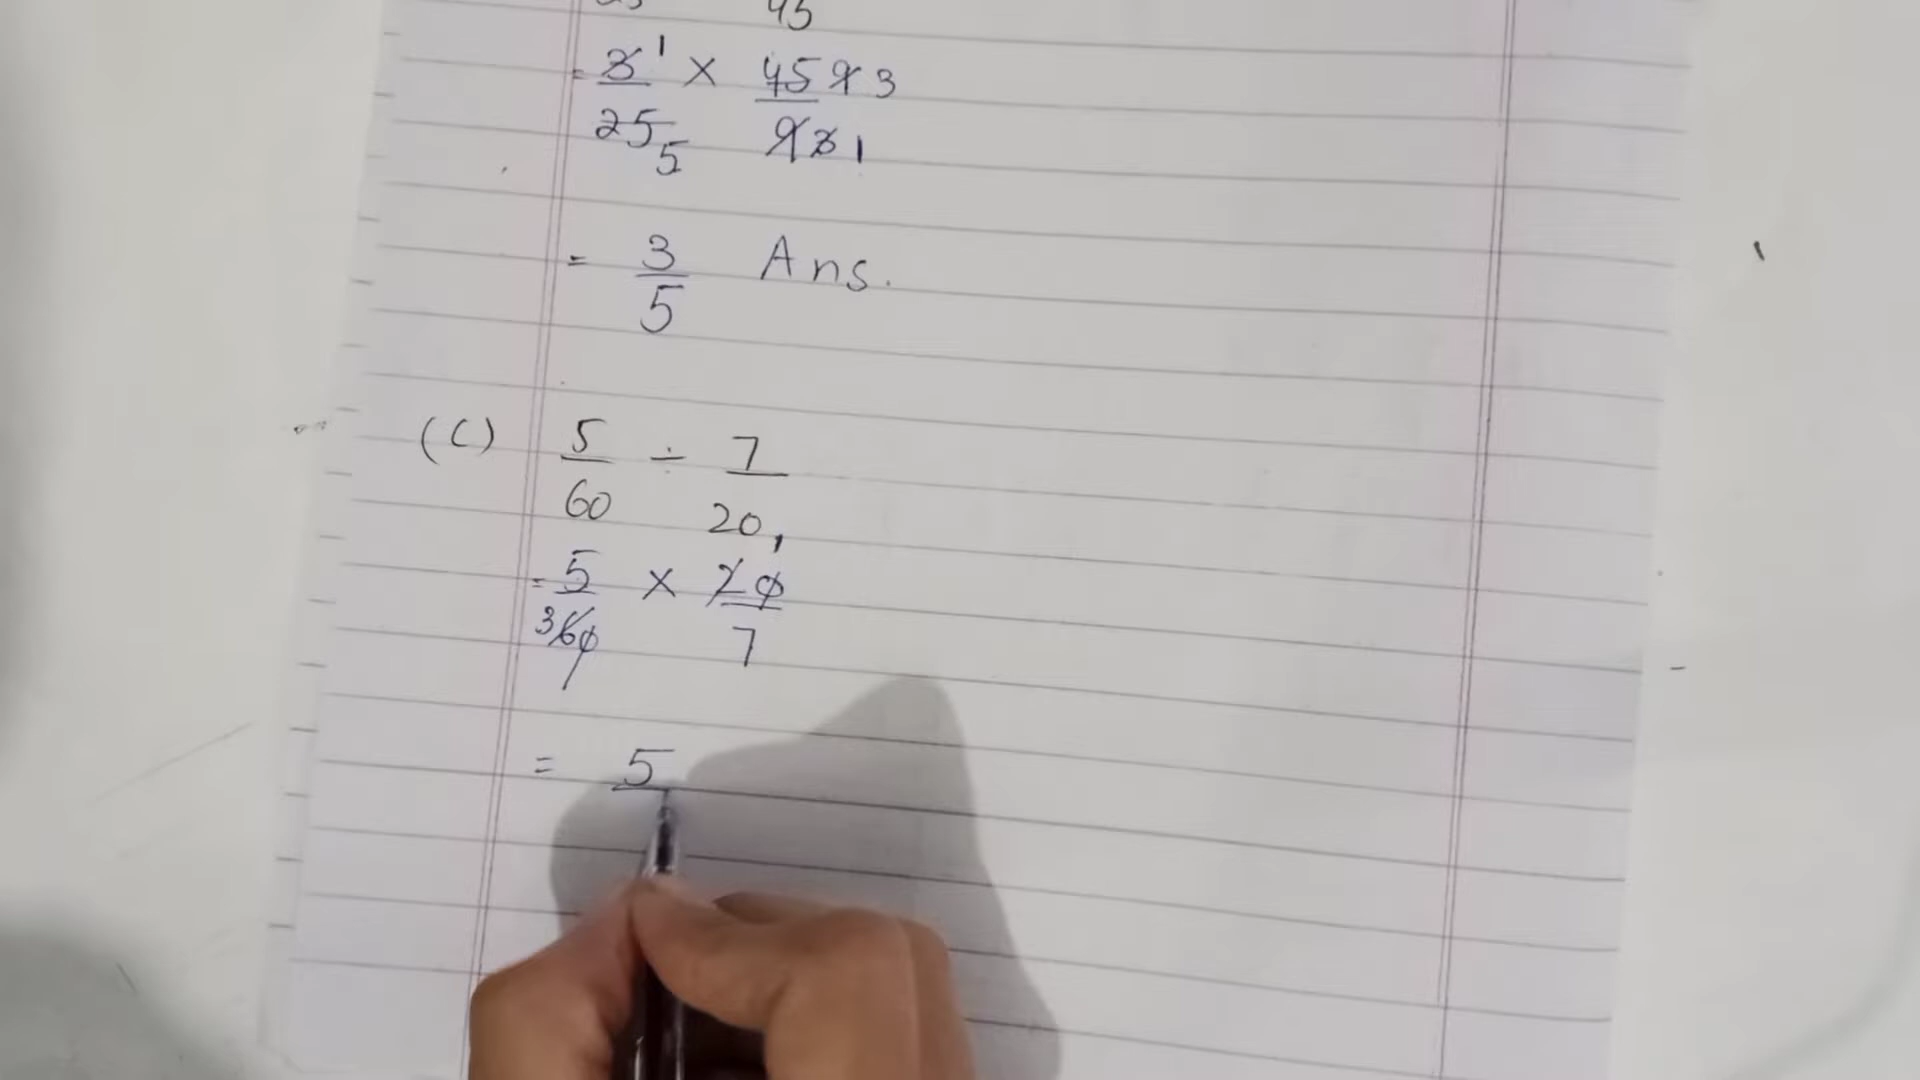 45
= 3 1 × 45 9 3
25 5 9 3 1
= 3 Ans.
5
(C) 5 ÷ 7
60 20 1
= 5 × 20
3 60 7
= 5